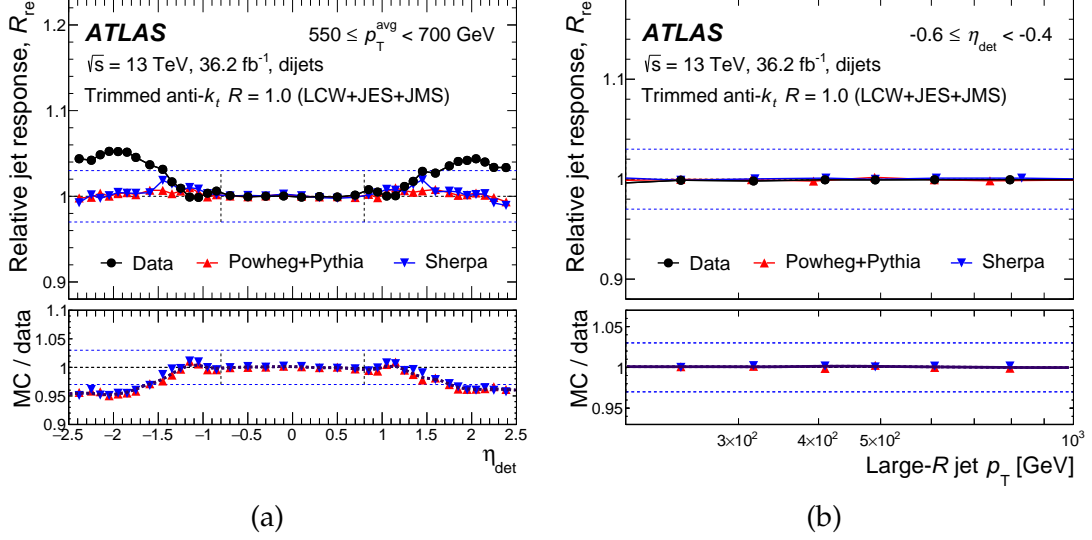 Relative jet response, R_re
1.2
1.1
1
0.9
ATLAS
550 ≤ p_T^avg < 700 GeV
√s = 13 TeV, 36.2 fb⁻¹, dijets
Trimmed anti-k_t R = 1.0 (LCW+JES+JMS)
Data
Powheg+Pythia
Sherpa
MC / data
1.1
1.05
1
0.95
0.9
−2.5 −2 −1.5 −1 −0.5 0 0.5 1 1.5 2 2.5
η_det
(a)
Relative jet response, R_re
1.1
1
0.9
ATLAS
-0.6 ≤ η_det < -0.4
√s = 13 TeV, 36.2 fb⁻¹, dijets
Trimmed anti-k_t R = 1.0 (LCW+JES+JMS)
Data
Powheg+Pythia
Sherpa
MC / data
1.05
1
0.95
3×10² 4×10² 5×10² 10³
Large-R jet p_T [GeV]
(b)